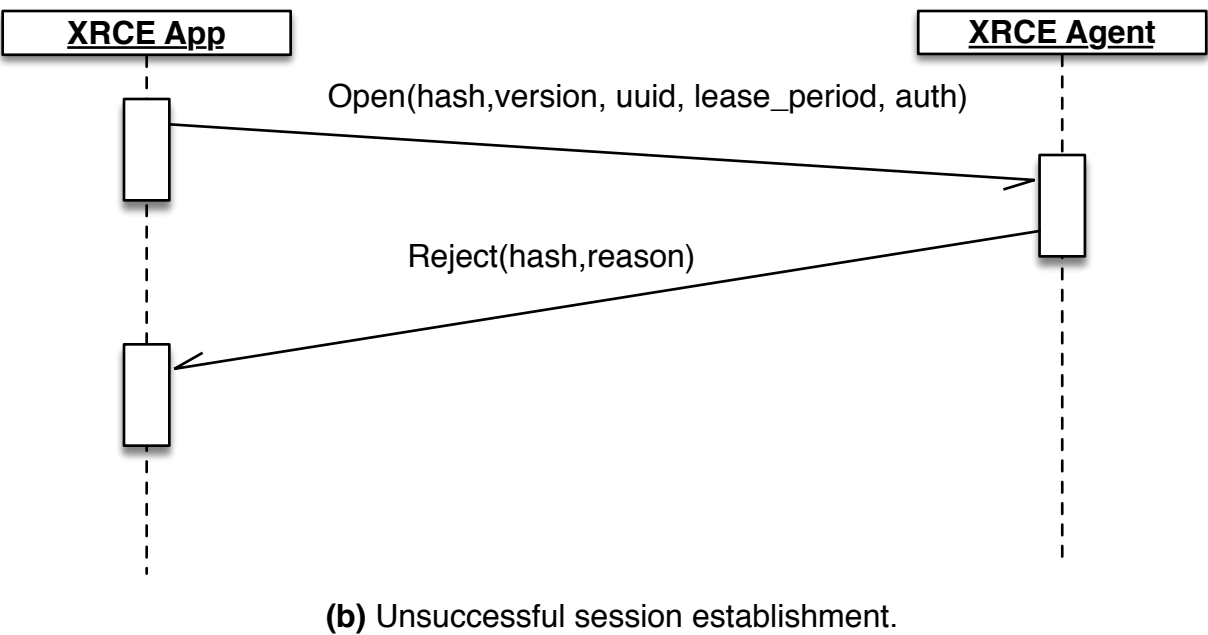 XRCE App
XRCE Agent
Open(hash,version, uuid, lease_period, auth)
Reject(hash,reason)
(b) Unsuccessful session establishment.